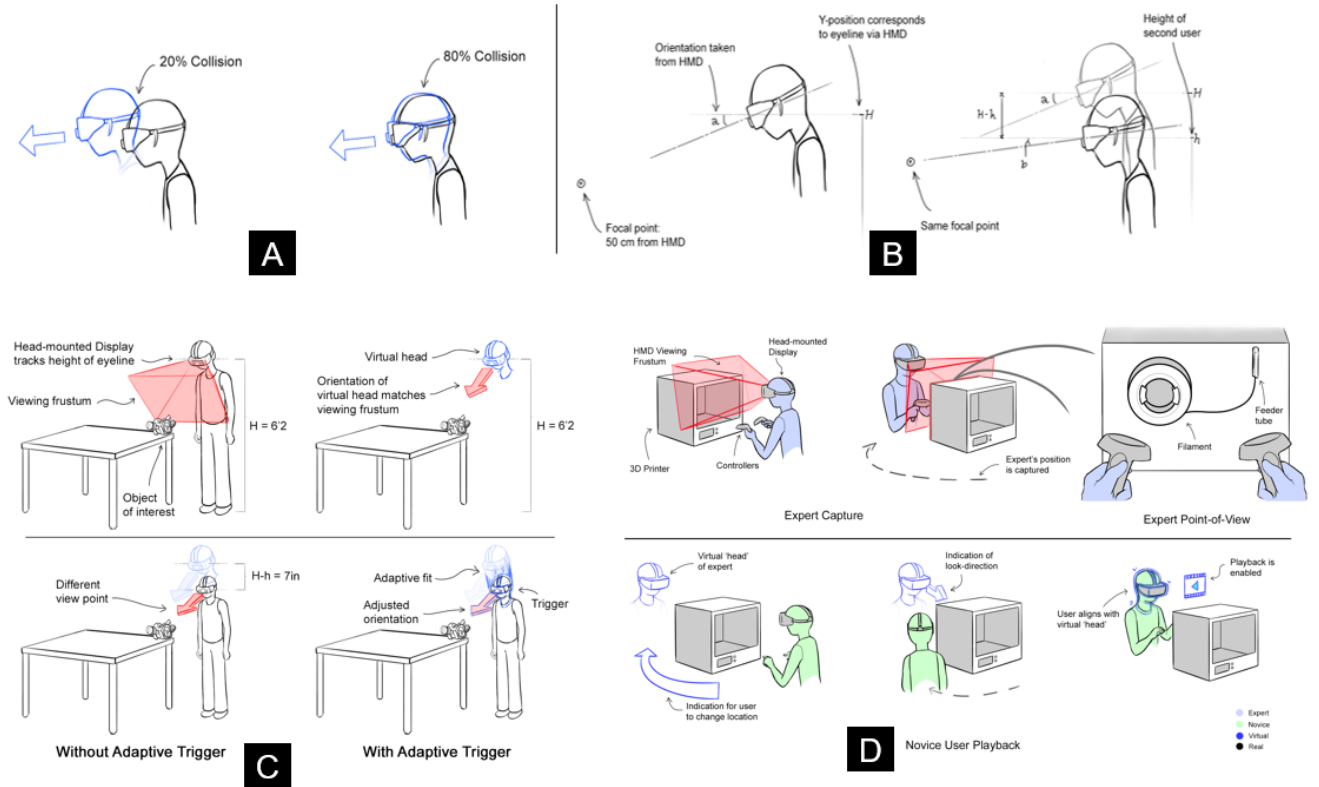 20% Collision
80% Collision
A
Orientation taken
from HMD
a
Y-position corresponds
to eyeline via HMD
H
Focal point:
50 cm from HMD
Height of
second user
a
H-h
H
h
b
Same focal point
B
Head-mounted Display
tracks height of eyeline
Viewing frustum
H = 6'2
Object
of interest
Virtual head
Orientation of
virtual head matches
viewing frustum
H = 6'2
Different
view point
H-h = 7in
Without Adaptive Trigger
Adaptive fit
Adjusted
orientation
Trigger
With Adaptive Trigger
C
HMD Viewing
Frustum
Head-mounted
Display
3D Printer
Controllers
Expert's position
is captured
Expert Capture
Filament
Feeder
tube
Expert Point-of-View
Virtual 'head'
of expert
Indication for user
to change location
Indication of
look-direction
Playback is
enabled
User aligns with
virtual 'head'
D
Novice User Playback
Expert
Novice
Virtual
Real